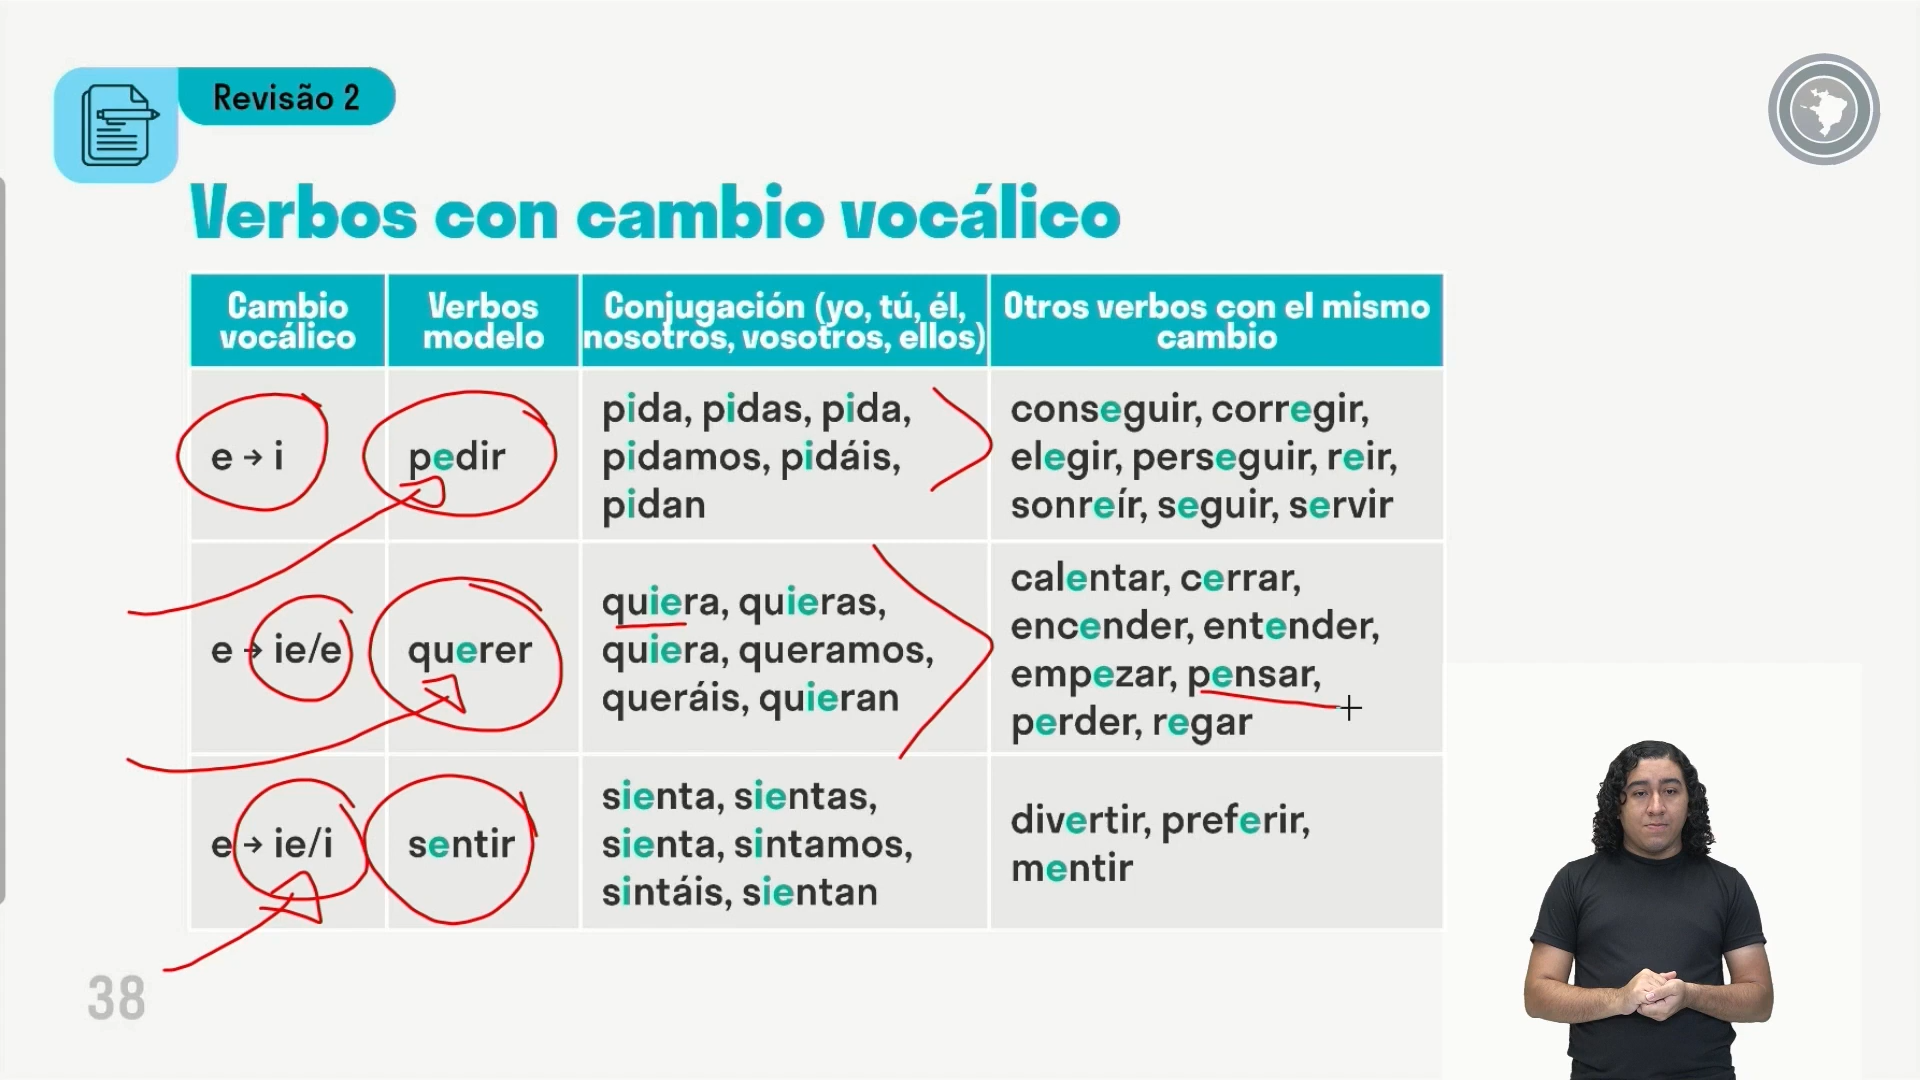 Revisão 2
Verbos con cambio vocálico
Cambio
vocálico
Verbos
modelo
Conjugación (yo, tú, él,
nosotros, vosotros, ellos)
Otros verbos con el mismo
cambio
e → i
pedir
pida, pidas, pida,
pidamos, pidáis,
pidan
conseguir, corregir,
elegir, perseguir, reir,
sonreír, seguir, servir
e → ie/e
querer
quiera, quieras,
quiera, queramos,
queráis, quieran
calentar, cerrar,
encender, entender,
empezar, pensar,
perder, regar
e → ie/i
sentir
sienta, sientas,
sienta, sintamos,
sintáis, sientan
divertir, preferir,
mentir
38